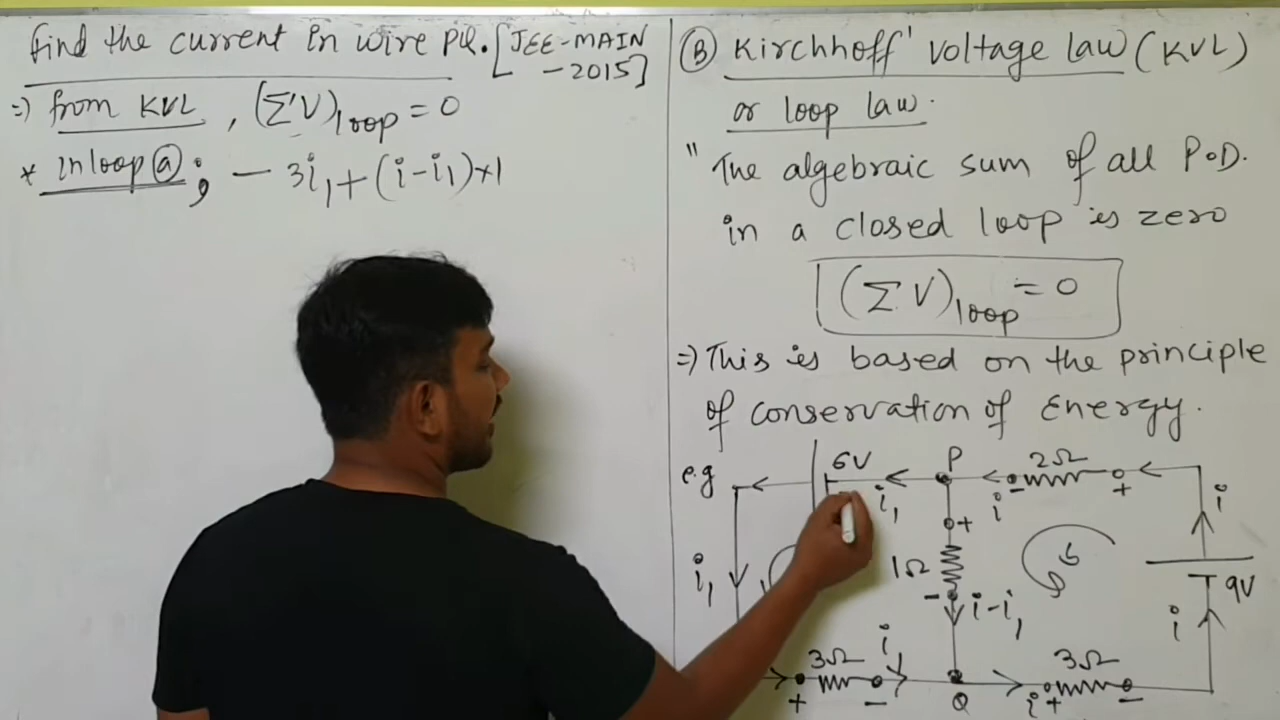 find the current in wire PQ. [JEE-MAIN
-2015]
=) from KVL, (ΣV)loop = 0
* In loop ⓐ; - 3i₁ + (i-i₁)×1
Ⓑ Kirchhoff' voltage law (KVL)
or loop law.
" The algebraic sum of all P.D.
in a closed loop is zero
(ΣV)loop = 0
=) This is based on the principle
of conservation of Energy.
e.g
6V
P
2Ω
i₁
i
i
- +
+
1Ω
-
b
i₁
i-i₁
9V
i
3Ω
i₁
3Ω
+ -
Q
i
+ -